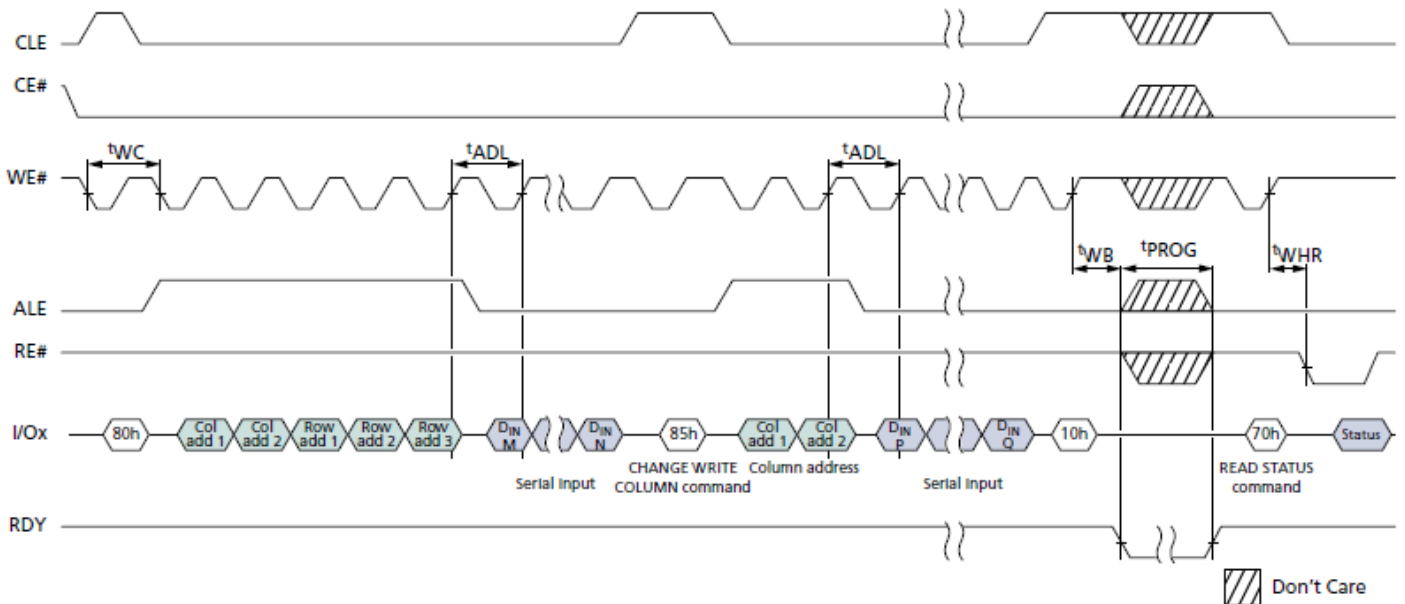 CLE
CE#
tWC
tADL
tADL
WE#
tWB
tPROG
tWHR
ALE
RE#
I/Ox
80h
Col add 1
Col add 2
Row add 1
Row add 2
Row add 3
DIN M
DIN N
85h
Col add 1
Col add 2
DIN P
DIN Q
10h
70h
Status
Serial input
CHANGE WRITE
COLUMN command
Column address
Serial input
READ STATUS
command
RDY
Don't Care